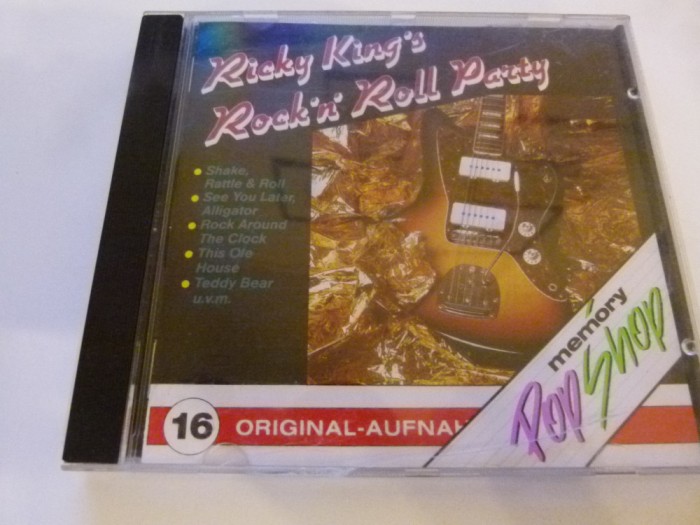 Ricky King's
Rock 'n' Roll Party
Shake,
Rattle & Roll
See You Later,
Alligator
Rock Around
The Clock
This Ole
House
Teddy Bear
u.v.m.
memory
Pop Shop
16 ORIGINAL-AUFNAH